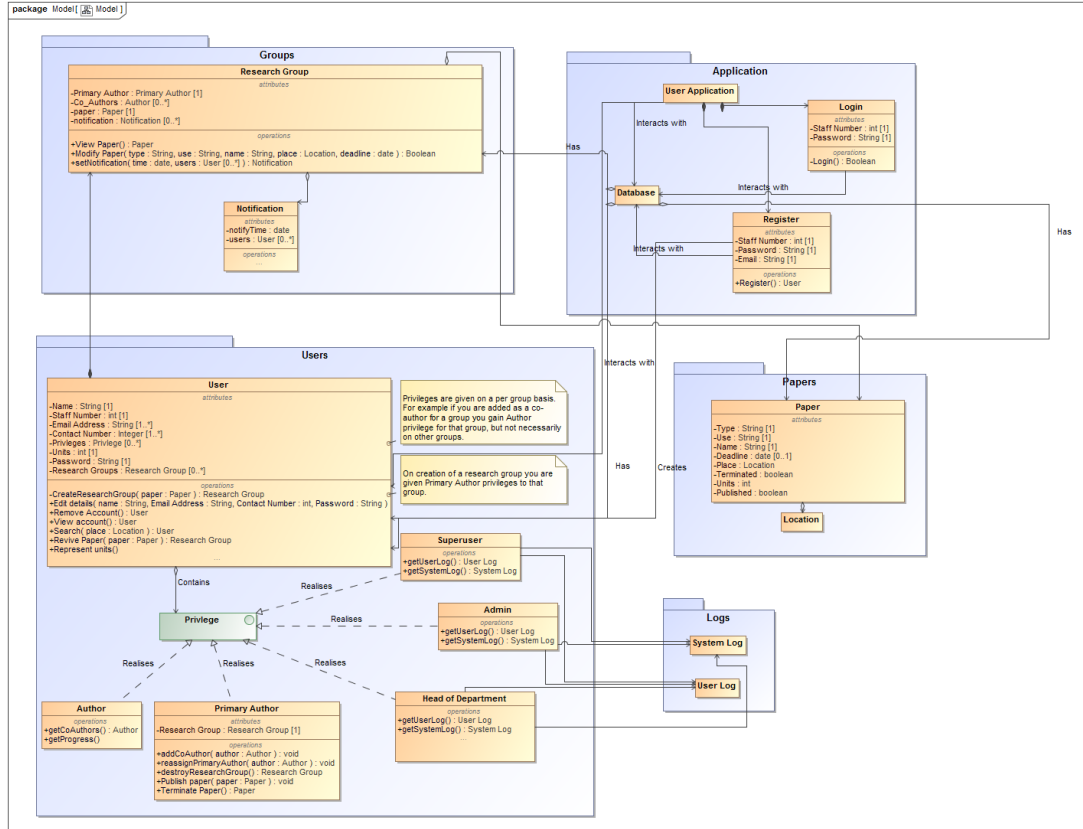 package Model [ Model ]
Groups
Research Group
attributes
-Primary Author : Primary Author [1]
-Co_Authors : Author [0..*]
-paper : Paper [1]
-notification : Notification [0..*]
operations
+View Paper() : Paper
+Modify Paper( type : String, use : String, name : String, place : Location, deadline : date ) : Boolean
+setNotification( time : date, users : User [0..*] ) : Notification
Notification
attributes
-notifyTime : date
-users : User [0..*]
operations
...
Application
User Application
Login
attributes
-Staff Number : int [1]
-Password : String [1]
operations
-Login() : Boolean
Interacts with
Has
Interacts with
Database
Register
attributes
-Staff Number : int [1]
-Password : String [1]
-Email : String [1]
operations
+Register() : User
Interacts with
Has
Users
Interacts with
User
attributes
-Name : String [1]
-Staff Number : int [1]
-Email Address : String [1..*]
-Contact Number : Integer [1..*]
-Privileges : Privilege [0..*]
-Units : int [1]
-Password : String [1]
-Research Groups : Research Group [0..*]
operations
-CreateResearchGroup( paper : Paper ) : Research Group
+Edit details( name : String, Email Address : String, Contact Number : int, Password : String )
+Remove Account() : User
+View account() : User
+Search( place : Location ) : User
+Revive Paper( paper : Paper ) : Research Group
+Represent units()
...
Privileges are given on a per group basis.
For example if you are added as a co-
author for a group you gain Author
privilege for that group, but not necessarily
on other groups.
On creation of a research group you are
given Primary Author privileges to that
group.
Has
Creates
Papers
Paper
attributes
-Type : String [1]
-Use : String [1]
-Name : String [1]
-Deadline : date [0..1]
-Place : Location
-Terminated : boolean
-Units : int
-Published : boolean
Location
Superuser
operations
+getUserLog() : User Log
+getSystemLog() : System Log
Contains
Realises
Privilege
Admin
operations
+getUserLog() : User Log
+getSystemLog() : System Log
Realises
Logs
System Log
User Log
Realises
Realises
Realises
Head of Department
operations
+getUserLog() : User Log
+getSystemLog() : System Log
...
Author
operations
+getCoAuthors() : Author
+getProgress()
Primary Author
attributes
-Research Group : Research Group [1]
operations
+addCoAuthor( author : Author ) : void
+reassignPrimaryAuthor( author : Author ) : void
+destroyResearchGroup() : Research Group
+Publish paper( paper : Paper ) : void
+Terminate Paper() : Paper